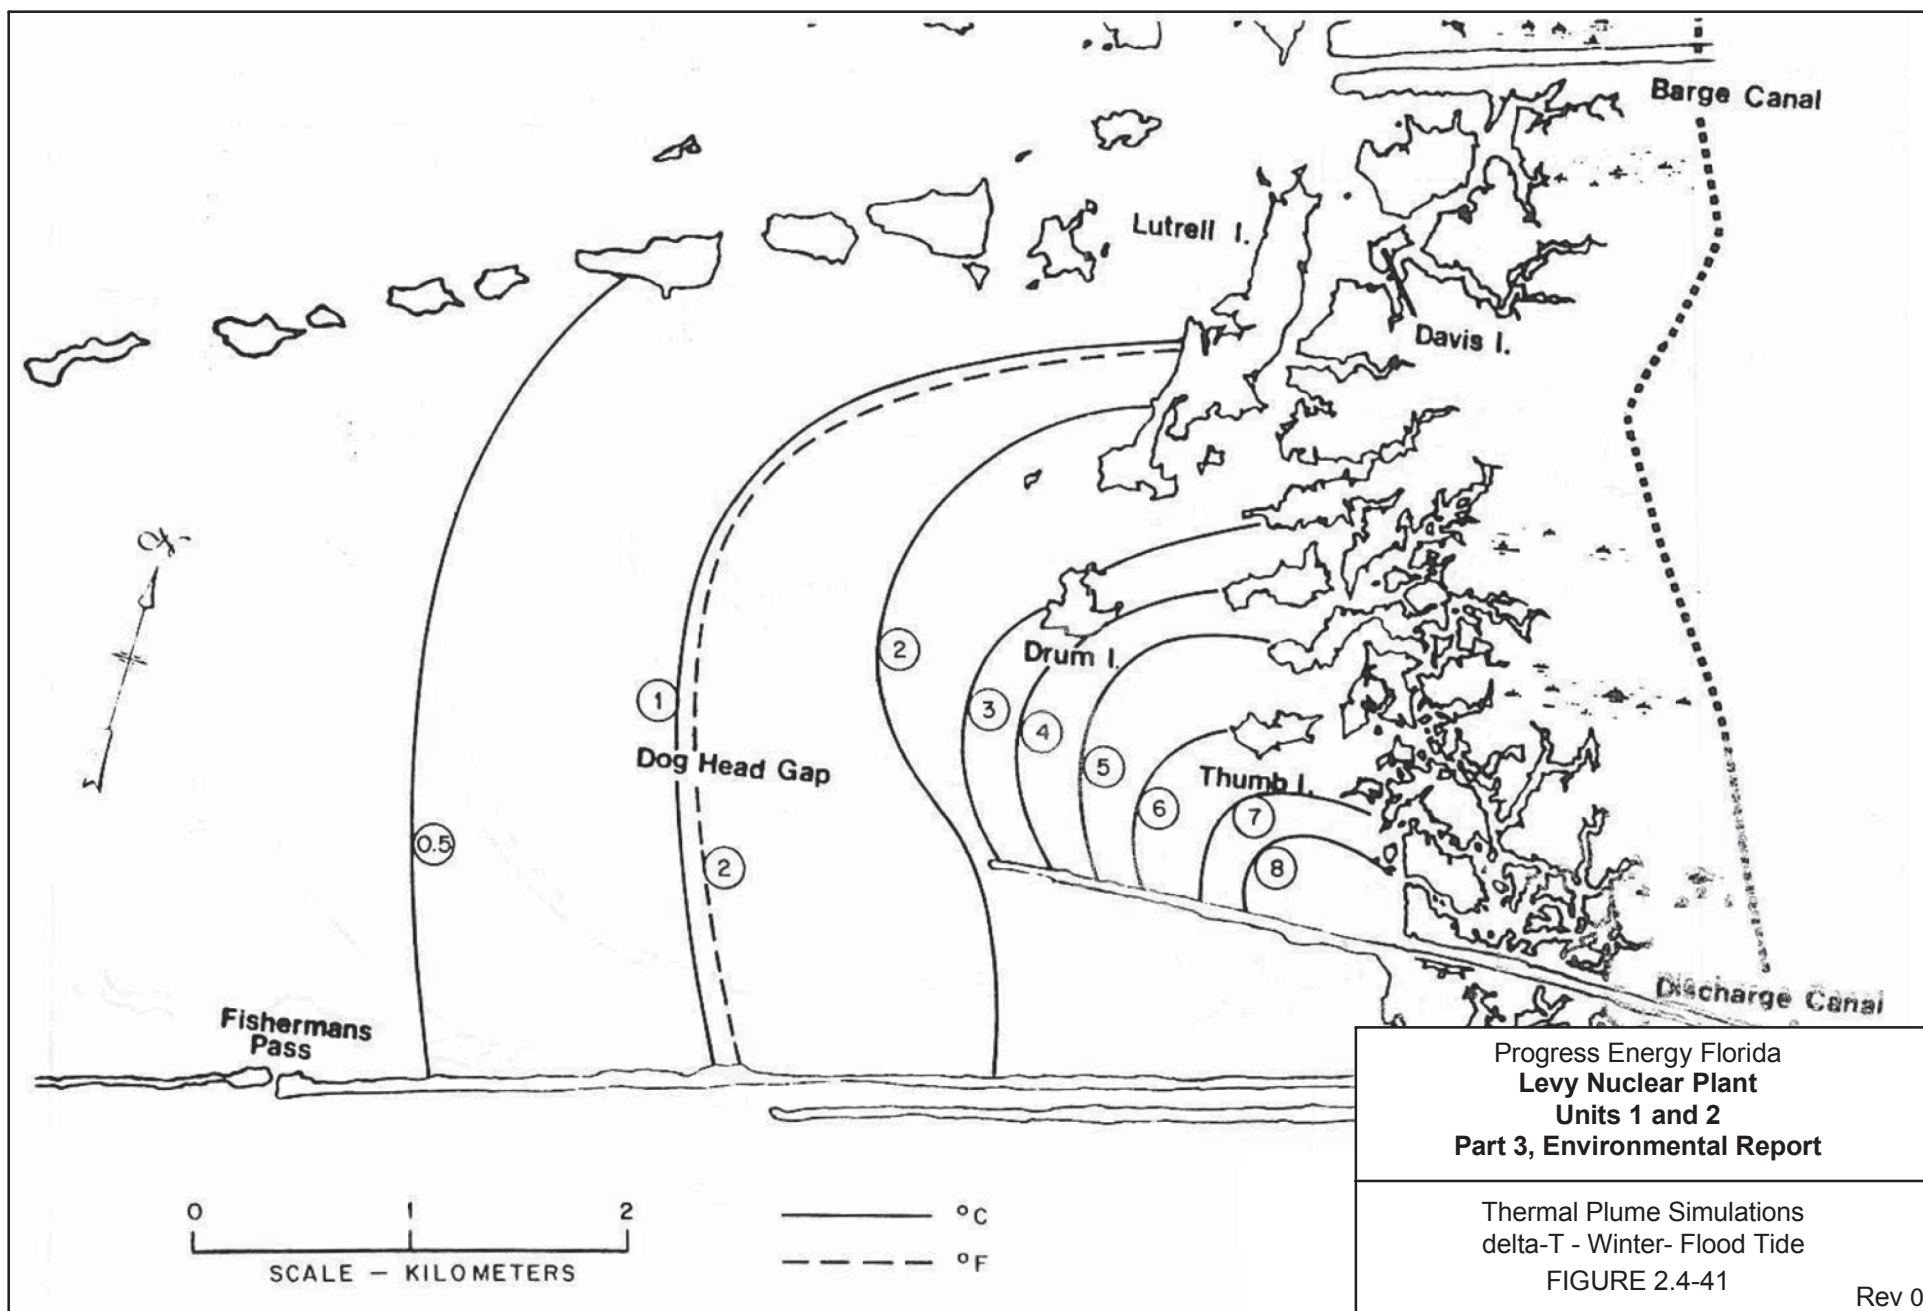 Barge Canal
Lutrell I.
Davis I.
2
Drum I.
1
3
4
Dog Head Gap
5
Thumb I.
6
7
0.5
2
8
Discharge Canal
Fishermans
Pass
Progress Energy Florida
Levy Nuclear Plant
Units 1 and 2
Part 3, Environmental Report
Thermal Plume Simulations
delta-T - Winter- Flood Tide
FIGURE 2.4-41
Rev 0
0 1 2
SCALE – KILOMETERS
°C
°F